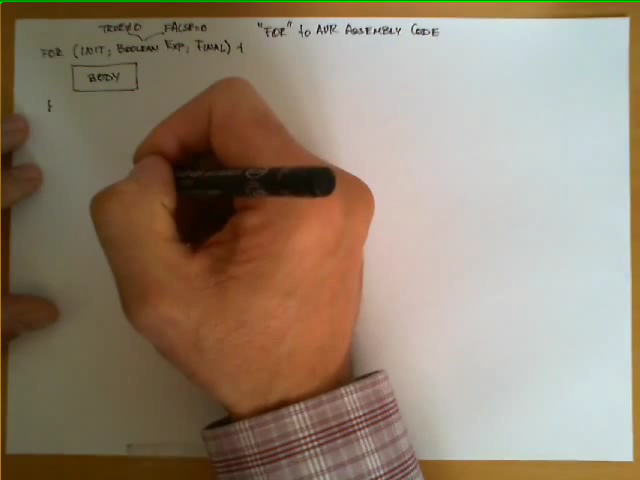 TRUE≠0 FALSE=0 "FOR" to AVR ASSEMBLY CODE
FOR (INIT; BOOLEAN EXP; FINAL) {
BODY
}